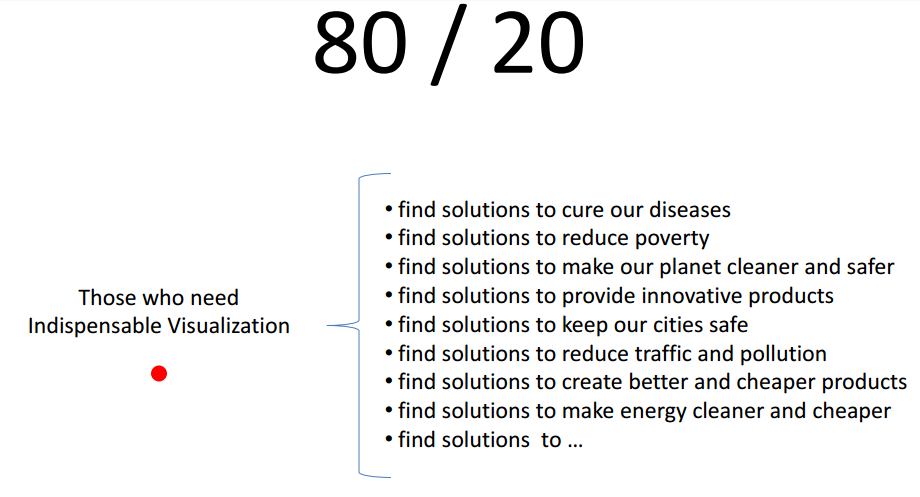 80 / 20
Those who need
Indispensable Visualization
• find solutions to cure our diseases
• find solutions to reduce poverty
• find solutions to make our planet cleaner and safer
• find solutions to provide innovative products
• find solutions to keep our cities safe
• find solutions to reduce traffic and pollution
• find solutions to create better and cheaper products
• find solutions to make energy cleaner and cheaper
• find solutions  to ...